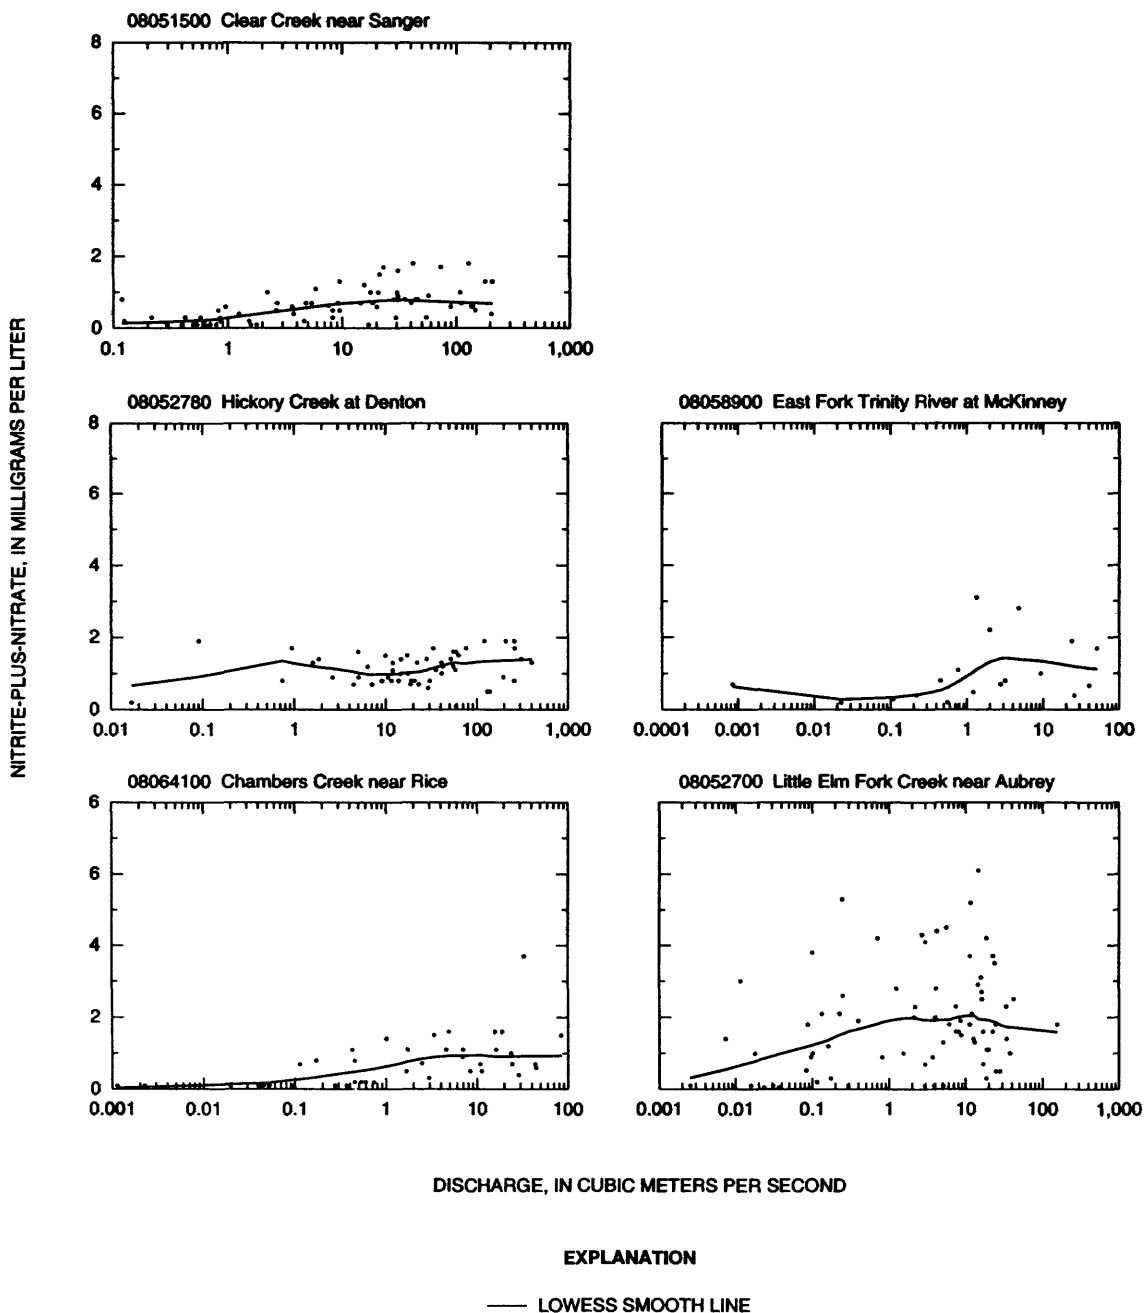 08051500 Clear Creek near Sanger
8
6
4
2
0
0.1 1 10 100 1,000
NITRITE-PLUS-NITRATE, IN MILLIGRAMS PER LITER
08052780 Hickory Creek at Denton
8
6
4
2
0
0.01 0.1 1 10 100 1,000
08058900 East Fork Trinity River at McKinney
0.0001 0.001 0.01 0.1 1 10 100
08064100 Chambers Creek near Rice
6
6
4
2
0
0.001 0.01 0.1 1 10 100
08052700 Little Elm Fork Creek near Aubrey
0.001 0.01 0.1 1 10 100 1,000
DISCHARGE, IN CUBIC METERS PER SECOND
EXPLANATION
LOWESS SMOOTH LINE